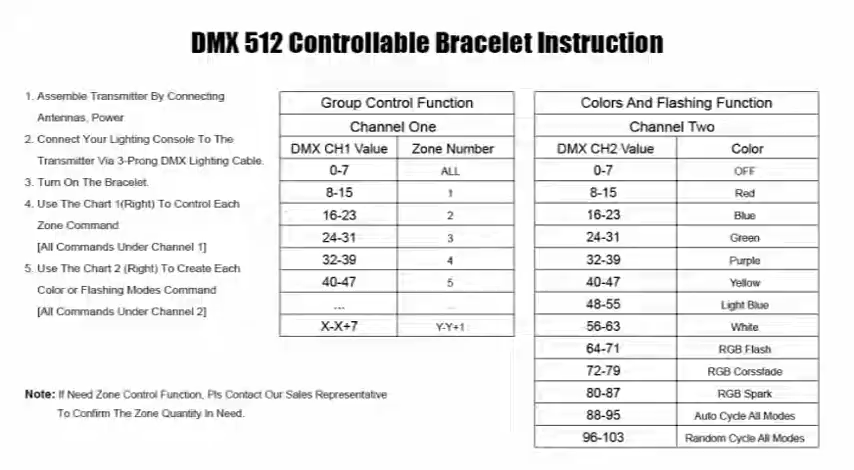 DMX 512 Controllable Bracelet Instruction
1. Assemble Transmitter By Connecting
Antennas, Power
2. Connect Your Lighting Console To The
Transmitter Via 3-Prong DMX Lighting Cable.
3. Turn On The Bracelet.
4. Use The Chart 1(Right) To Control Each
Zone Command
[All Commands Under Channel 1]
5. Use The Chart 2 (Right) To Create Each
Color or Flashing Modes Command
[All Commands Under Channel 2]
Group Control Function
Channel One
DMX CH1 Value Zone Number
0-7 ALL
8-15 1
16-23 2
24-31 3
32-39 4
40-47 5
... ...
X-X+7 Y-Y+1
Colors And Flashing Function
Channel Two
DMX CH2 Value Color
0-7 OFF
8-15 Red
16-23 Blue
24-31 Green
32-39 Purple
40-47 Yellow
48-55 Light Blue
56-63 White
64-71 RGB Flash
72-79 RGB Corssfade
80-87 RGB Spark
88-95 Auto Cycle All Modes
96-103 Random Cycle All Modes
Note: If Need Zone Control Function, Pls Contact Our Sales Representative
To Confirm The Zone Quantity In Need.